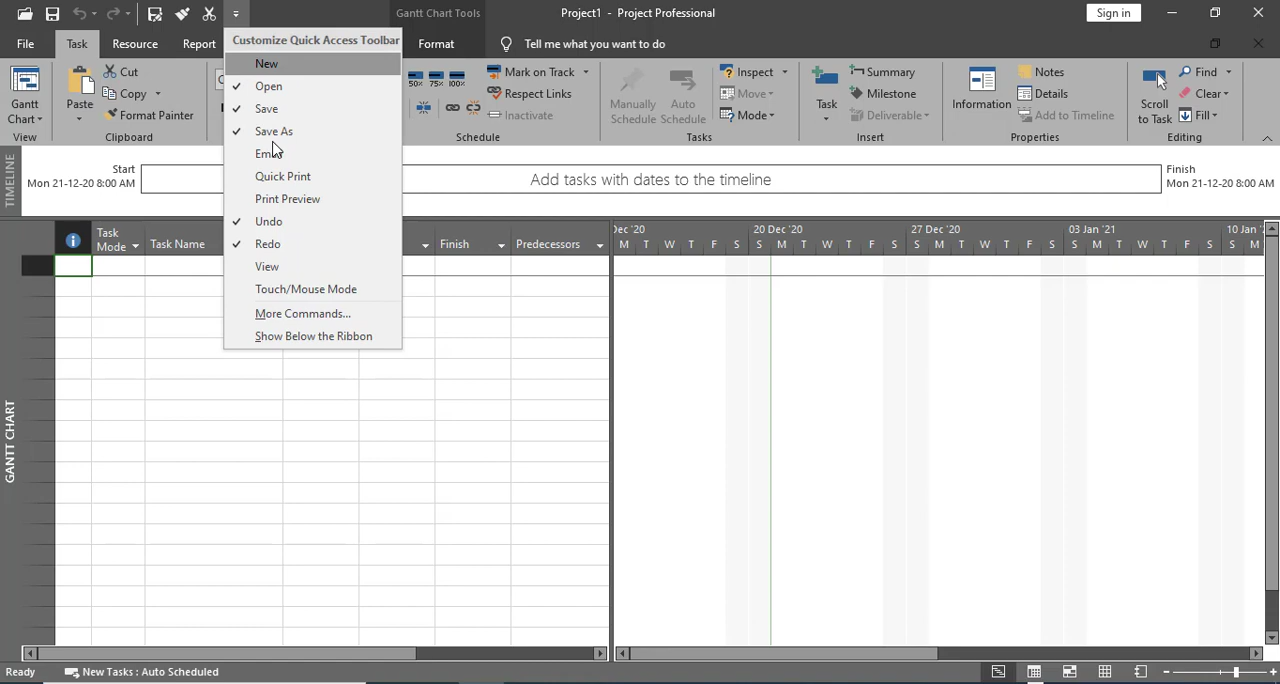 Gantt Chart Tools
Project1 - Project Professional
Sign in
File
Task
Resource
Report
Format
Tell me what you want to do
Customize Quick Access Toolbar
New
Open
Save
Save As
Quick Print
Print Preview
Undo
Redo
View
Touch/Mouse Mode
More Commands...
Show Below the Ribbon
Gantt
Chart
View
Paste
Cut
Copy
Format Painter
Clipboard
50% 75% 100%
Mark on Track
Respect Links
Inactivate
Schedule
Manually
Schedule
Auto
Schedule
Inspect
Move
Mode
Tasks
Task
Summary
Milestone
Deliverable
Insert
Information
Notes
Details
Add to Timeline
Properties
Scroll
to Task
Find
Clear
Fill
Editing
TIMELINE
Start
Mon 21-12-20 8:00 AM
Add tasks with dates to the timeline
Finish
Mon 21-12-20 8:00 AM
Task
Mode
Task Name
Finish
Predecessors
Dec '20
20 Dec '20
27 Dec '20
03 Jan '21
10 Jan '
M T W T F S S M T W T F S S M T W T F S S M T W T F S S M
GANTT CHART
Ready
New Tasks : Auto Scheduled